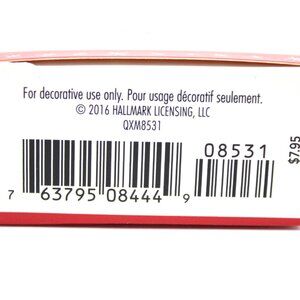 For decorative use only. Pour usage décoratif seulement.
© 2016 HALLMARK LICENSING, LLC
QXM8531
08531
7 63795 08444 9
$7.95